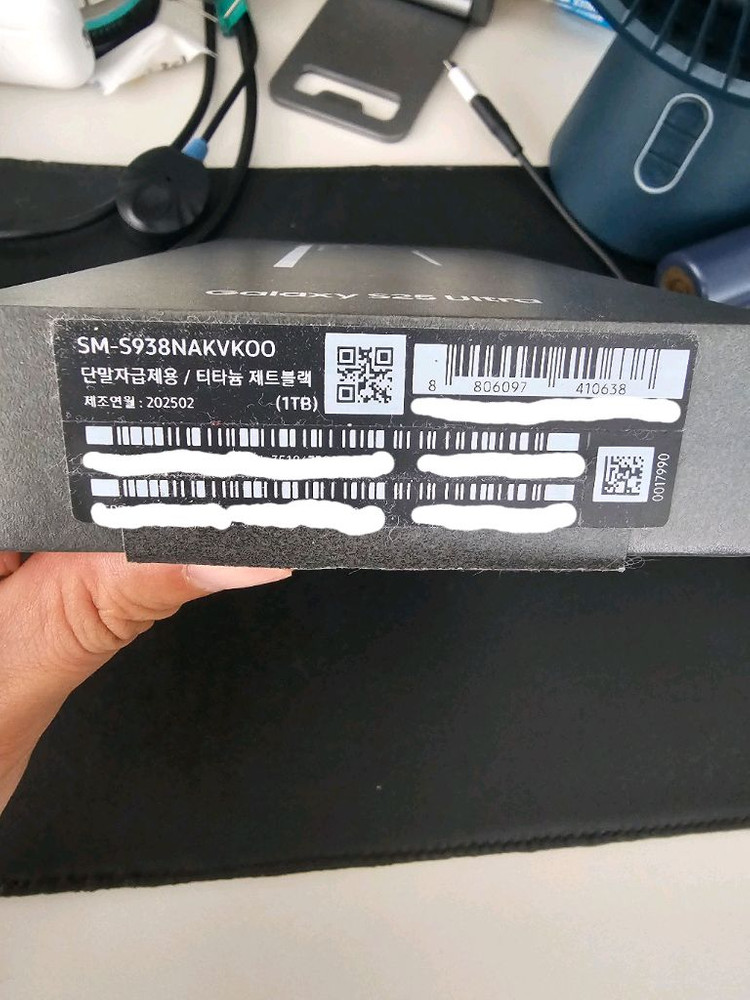 Galaxy S25 Ultra
SM-S938NAKVKOO
단말자급제용 / 티타늄 제트블랙
제조연월 : 202502
(1TB)
8 806097 410638
0017990